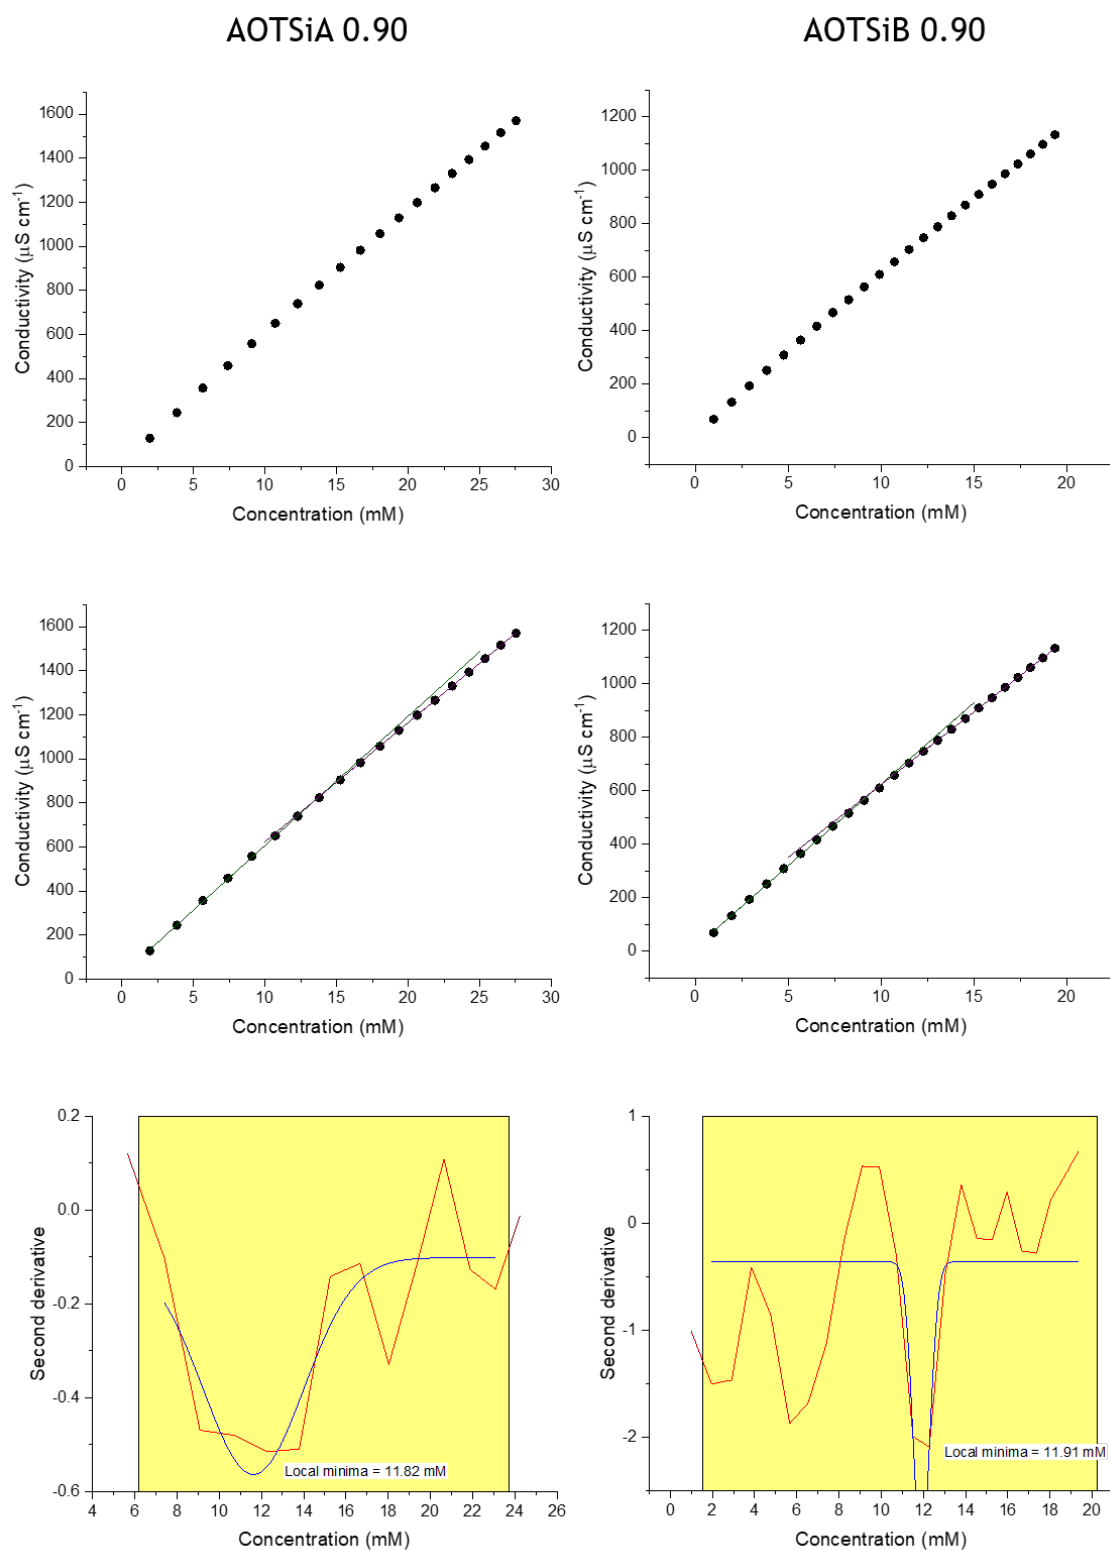 AOTSiA 0.90
AOTSiB 0.90
1600
1400
1200
1000
800
600
400
200
0
Conductivity (μS cm⁻¹)
0 5 10 15 20 25 30
Concentration (mM)
1200
1000
800
600
400
200
0
Conductivity (μS cm⁻¹)
0 5 10 15 20
Concentration (mM)
1600
1400
1200
1000
800
600
400
200
0
Conductivity (μS cm⁻¹)
0 5 10 15 20 25 30
Concentration (mM)
1200
1000
800
600
400
200
0
Conductivity (μS cm⁻¹)
0 5 10 15 20
Concentration (mM)
0.2
0.0
-0.2
-0.4
-0.6
Second derivative
Local minima = 11.82 mM
4 6 8 10 12 14 16 18 20 22 24 26
Concentration (mM)
1
0
-1
-2
Second derivative
Local minima = 11.91 mM
0 2 4 6 8 10 12 14 16 18 20
Concentration (mM)